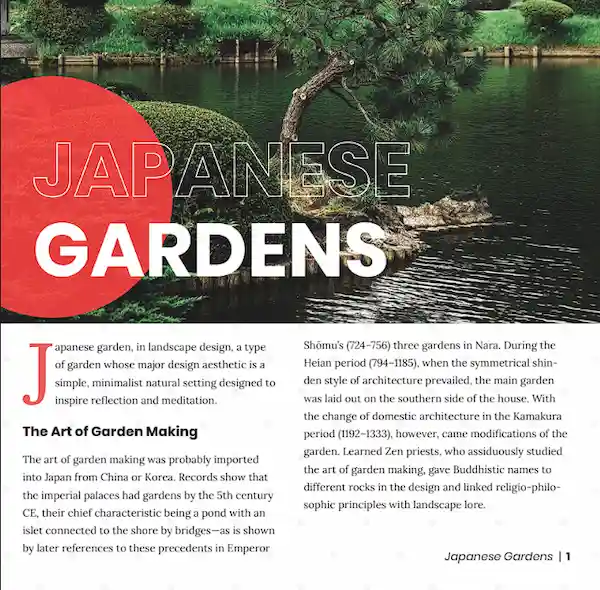 JAPANESE
GARDENS
Japanese garden, in landscape design, a type
of garden whose major design aesthetic is a
simple, minimalist natural setting designed to
inspire reflection and meditation.
The Art of Garden Making
The art of garden making was probably imported
into Japan from China or Korea. Records show that
the imperial palaces had gardens by the 5th century
CE, their chief characteristic being a pond with an
islet connected to the shore by bridges—as is shown
by later references to these precedents in Emperor
Shōmu's (724–756) three gardens in Nara. During the
Heian period (794–1185), when the symmetrical shin-
den style of architecture prevailed, the main garden
was laid out on the southern side of the house. With
the change of domestic architecture in the Kamakura
period (1192–1333), however, came modifications of the
garden. Learned Zen priests, who assiduously studied
the art of garden making, gave Buddhistic names to
different rocks in the design and linked religio-philo-
sophic principles with landscape lore.
Japanese Gardens | 1